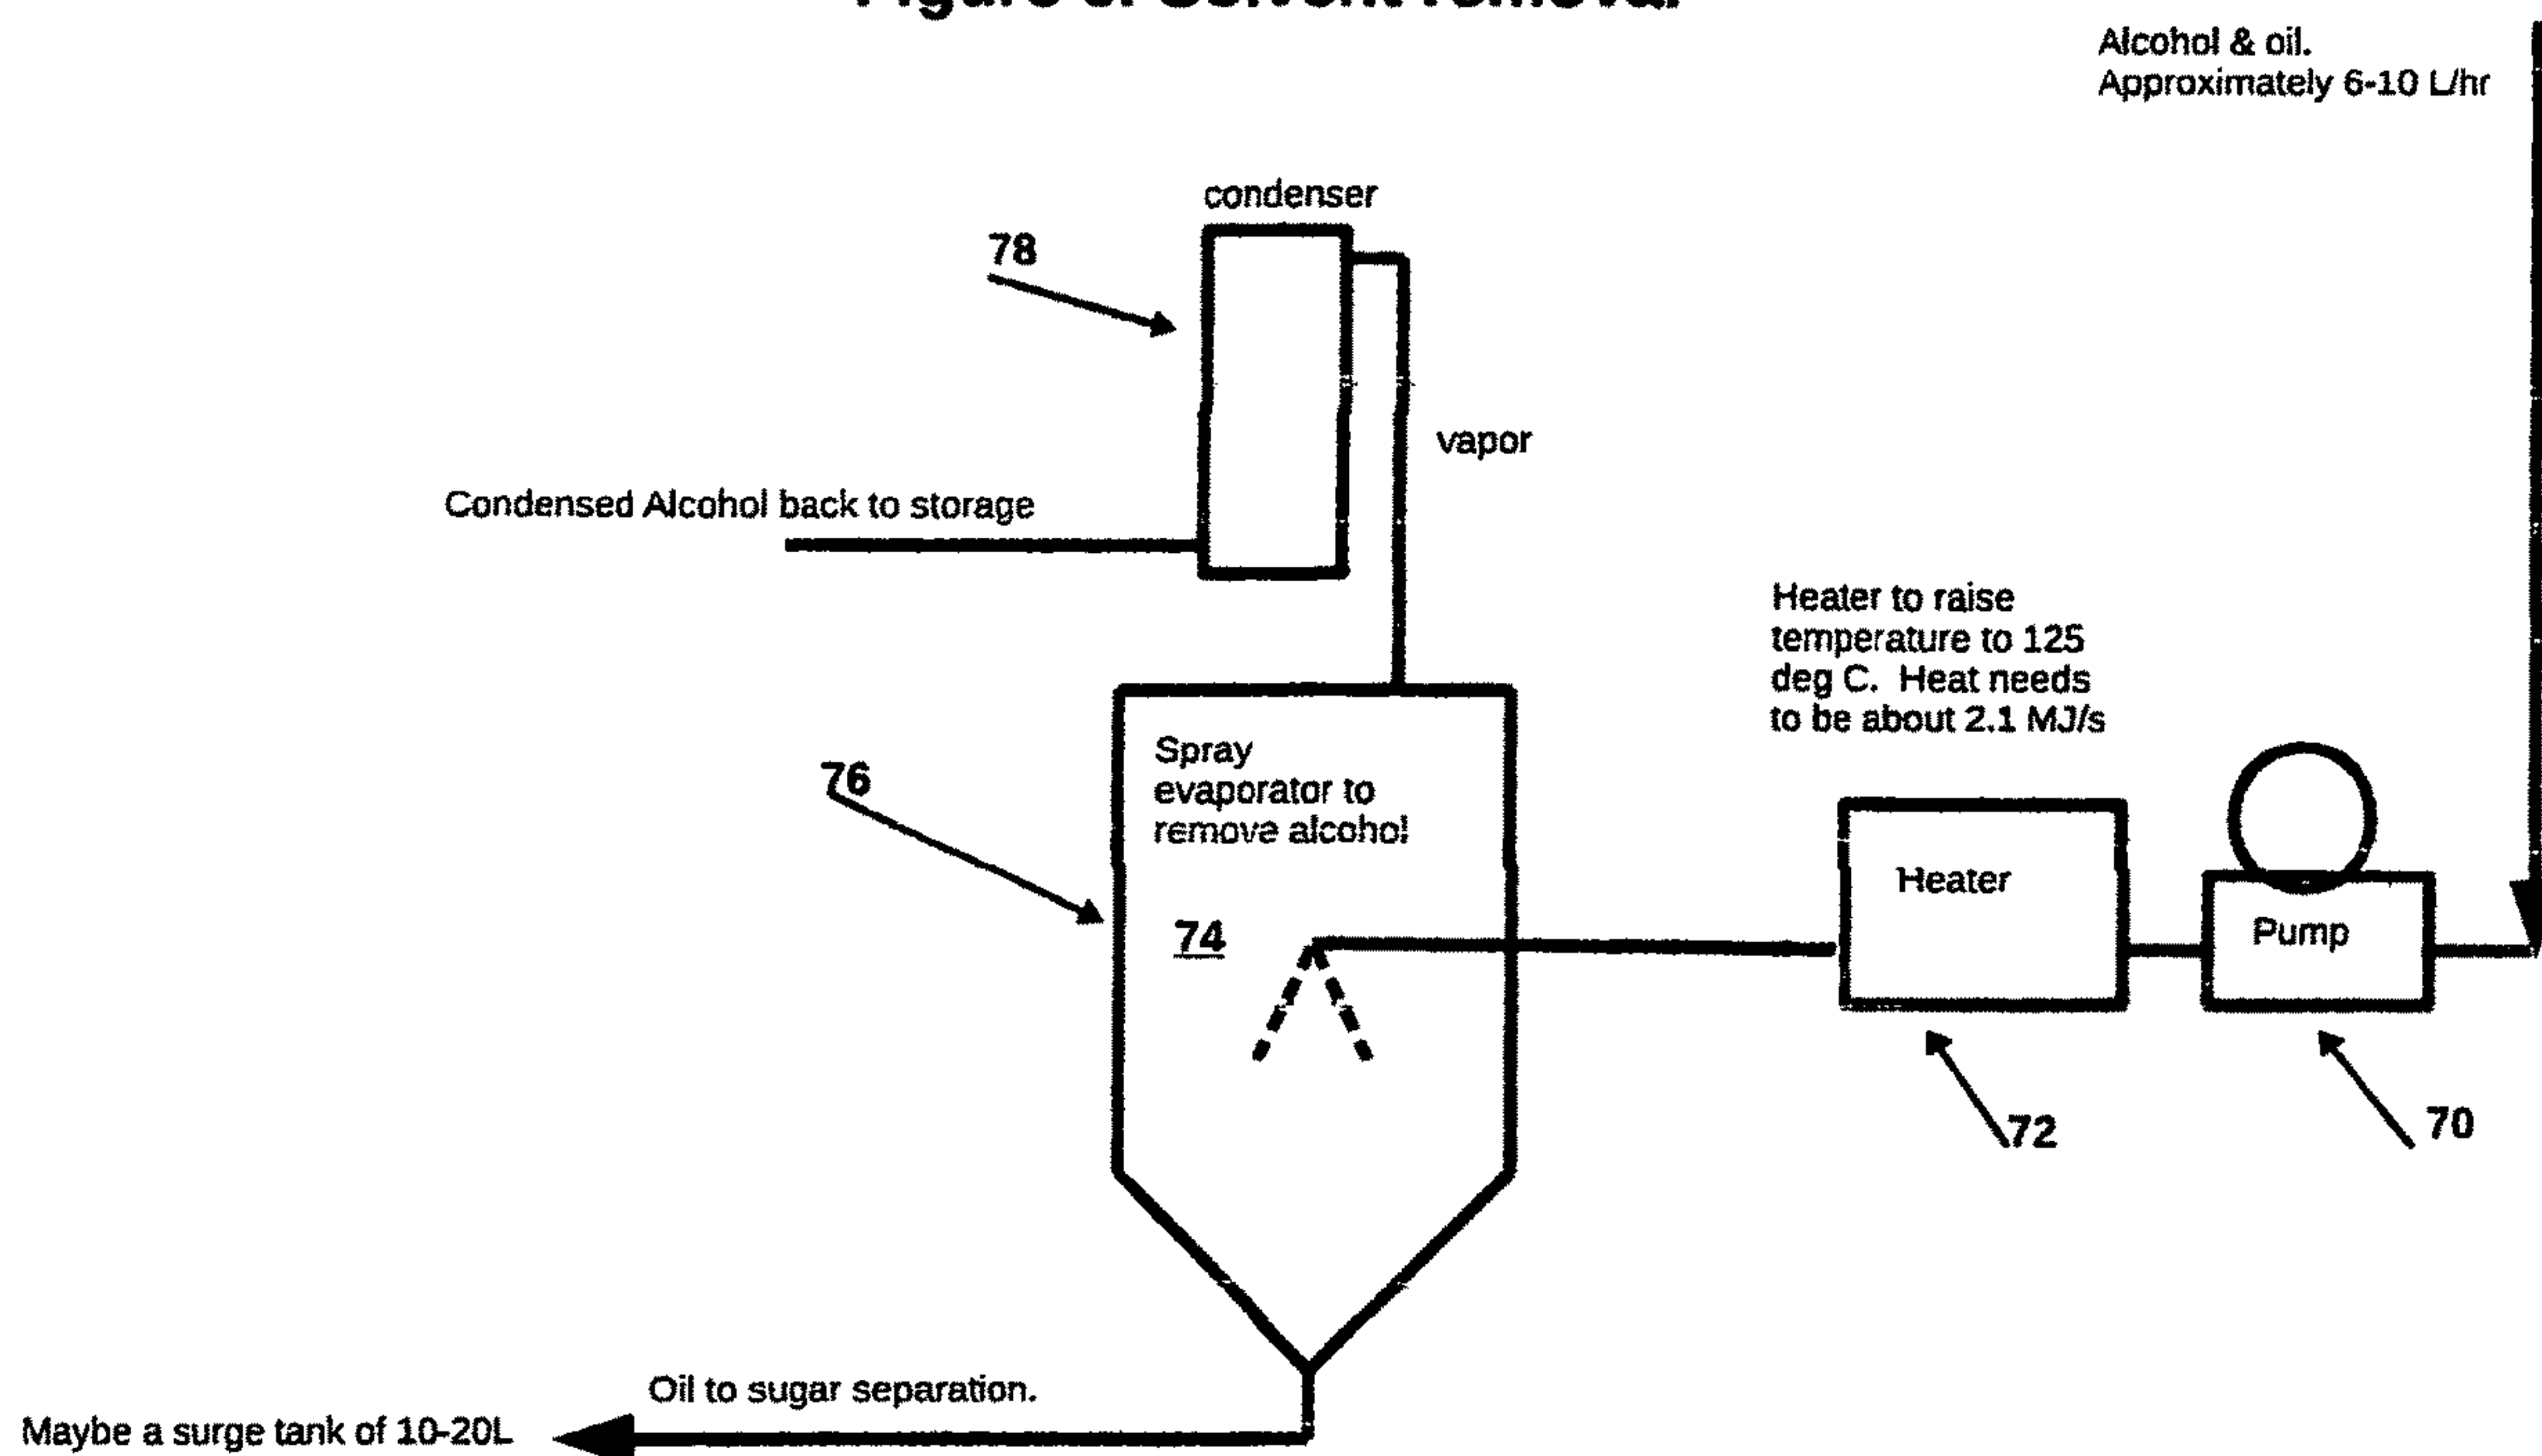 Alcohol & oil.
Approximately 6-10 L/hr
condenser
78
vapor
Condensed Alcohol back to storage
Heater to raise
temperature to 125
deg C. Heat needs
to be about 2.1 MJ/s
Spray
evaporator to
remove alcohol
76
74
Heater
Pump
72
70
Oil to sugar separation.
Maybe a surge tank of 10-20L